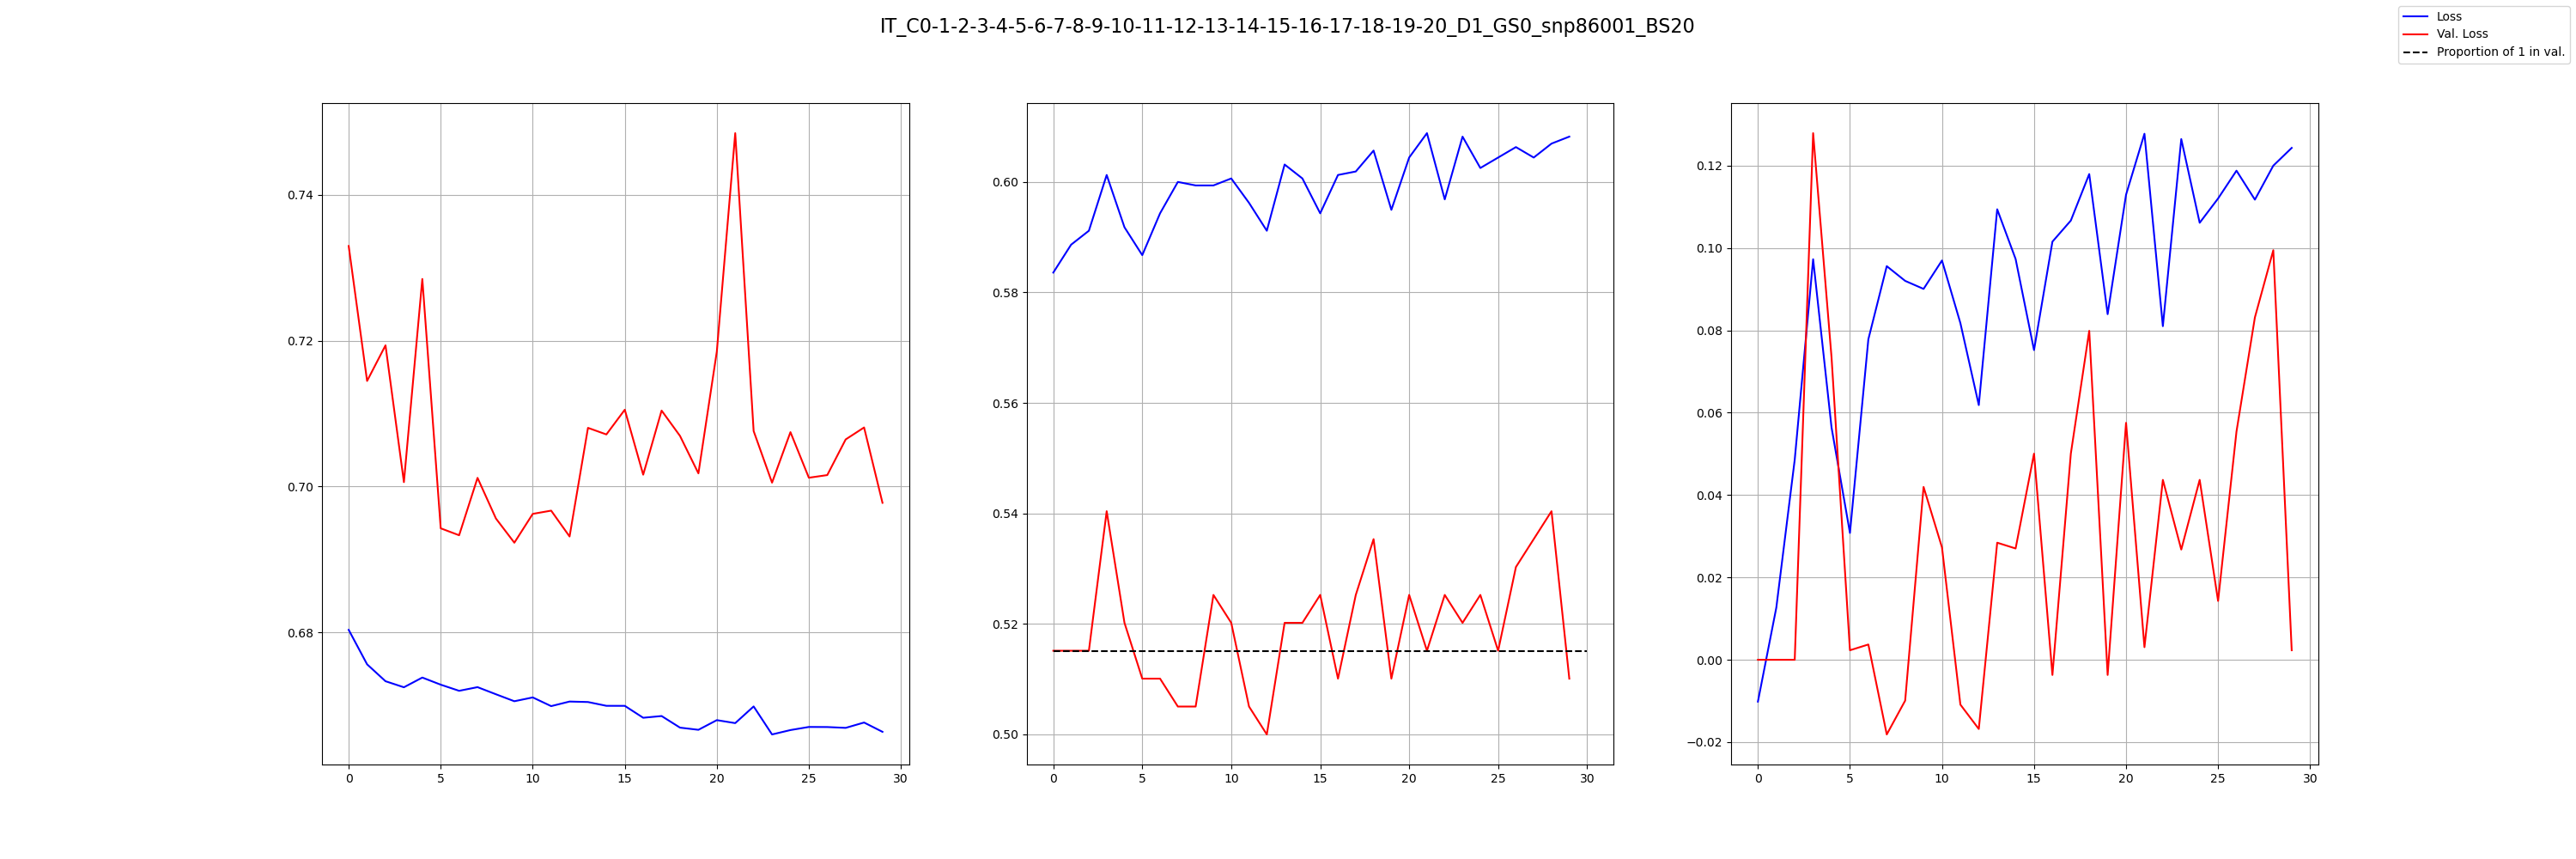 IT_C0-1-2-3-4-5-6-7-8-9-10-11-12-13-14-15-16-17-18-19-20_D1_GS0_snp86001_BS20
Loss
Val. Loss
Proportion of 1 in val.
0.74
0.72
0.70
0.68
0 5 10 15 20 25 30
0.60
0.58
0.56
0.54
0.52
0.50
0 5 10 15 20 25 30
0.12
0.10
0.08
0.06
0.04
0.02
0.00
−0.02
0 5 10 15 20 25 30